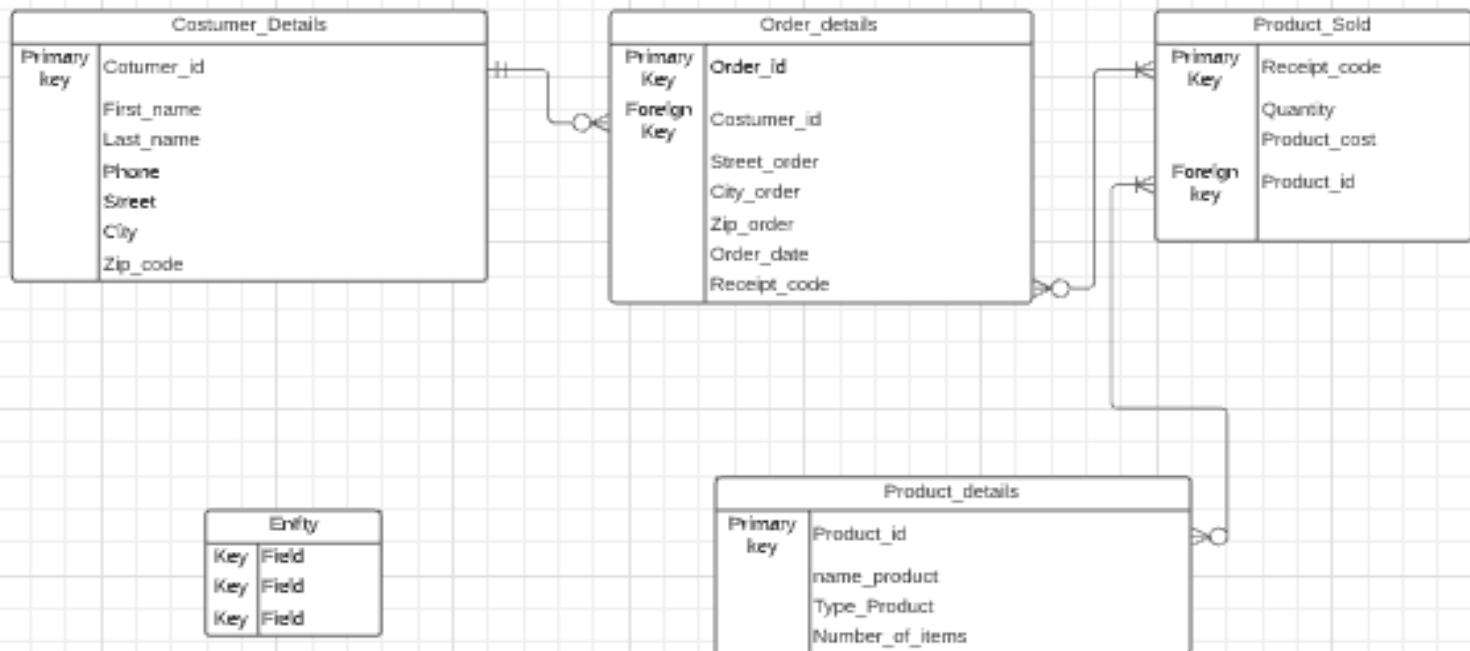 Costumer_Details
Primary key
Cotumer_id
First_name
Last_name
Phone
Street
City
Zip_code
Order_details
Primary Key
Order_id
Foreign Key
Costumer_id
Street_order
City_order
Zip_order
Order_date
Receipt_code
Product_Sold
Primary Key
Receipt_code
Quantity
Product_cost
Foreign key
Product_id
Entity
Key Field
Key Field
Key Field
Product_details
Primary key
Product_id
name_product
Type_Product
Number_of_items